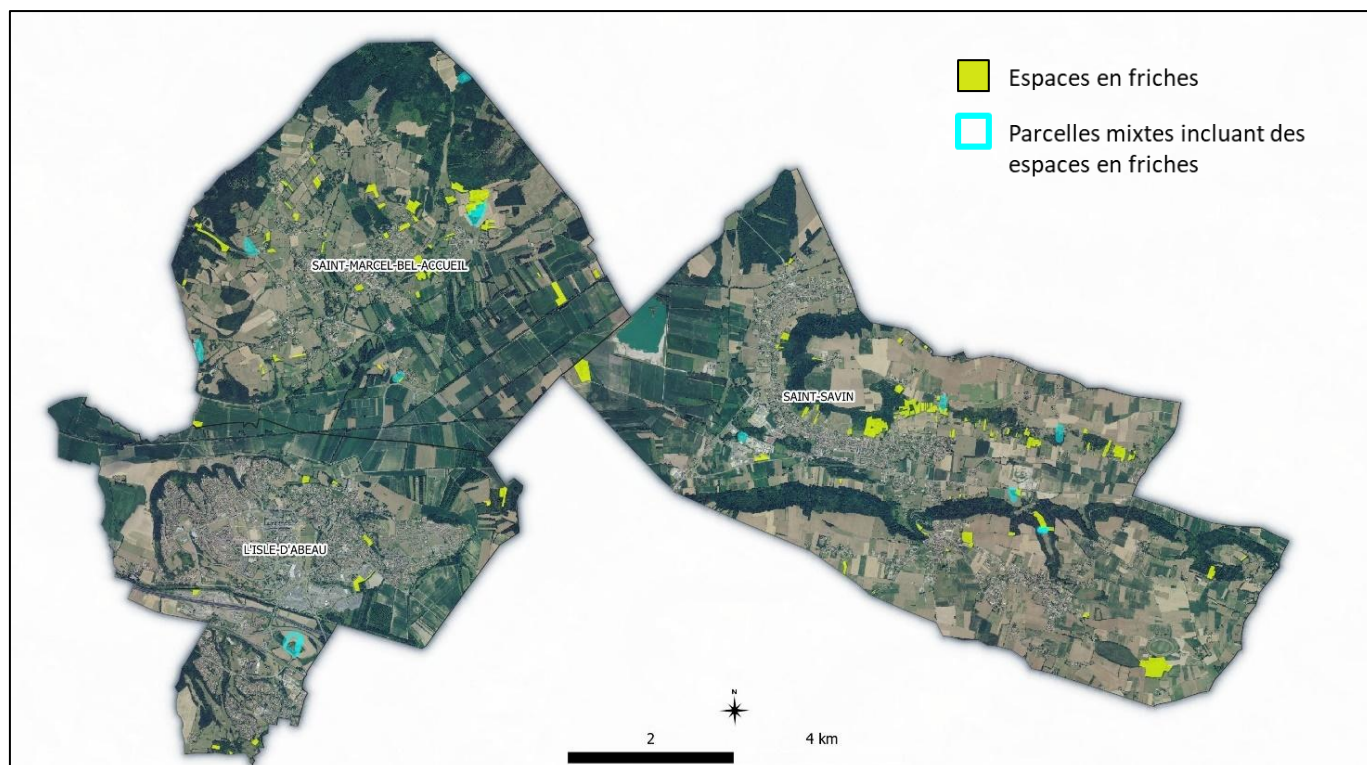 Espaces en friches
Parcelles mixtes incluant des
espaces en friches
SAINT-MARCEL-BEL-ACCUEIL
SAINT-SAVIN
L'ISLE-D'ABEAU
N
2
4 km